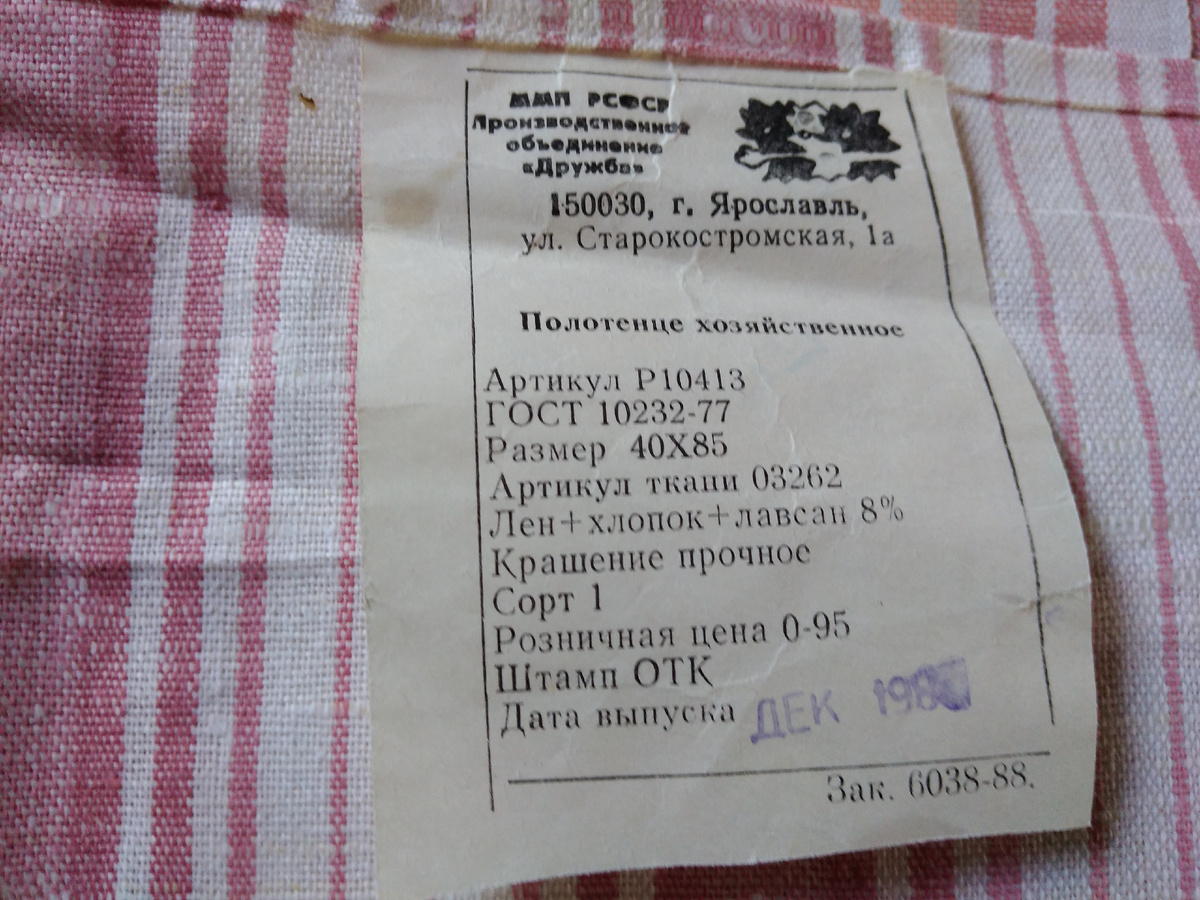 ММП РСФСР
Производственное
объединение
«Дружба»
150030, г. Ярославль,
ул. Старокостромская, 1а
Полотенце хозяйственное
Артикул Р10413
ГОСТ 10232-77
Размер 40Х85
Артикул ткани 03262
Лен+хлопок+лавсан 8%
Крашение прочное
Сорт 1
Розничная цена 0-95
Штамп ОТК
Дата выпуска ДЕК
Зак. 6038-88.